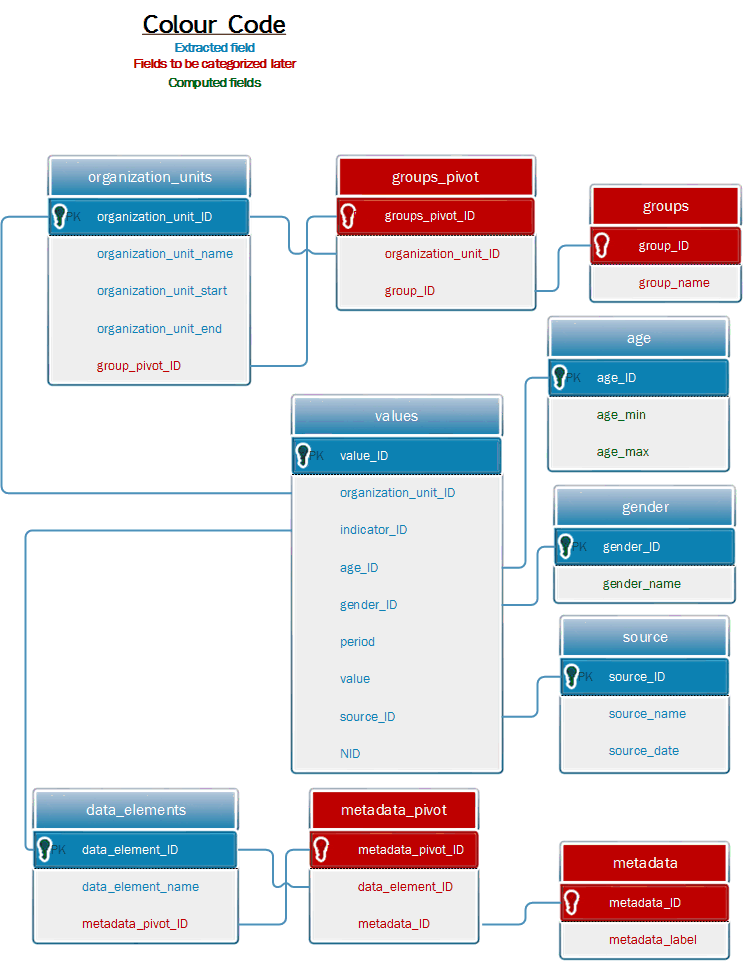 Colour Code
Extracted field
Fields to be categorized later
Computed fields
organization_units
PK organization_unit_ID
organization_unit_name
organization_unit_start
organization_unit_end
group_pivot_ID
groups_pivot
groups_pivot_ID
organization_unit_ID
group_ID
groups
group_ID
group_name
age
PK age_ID
age_min
age_max
values
PK value_ID
organization_unit_ID
indicator_ID
age_ID
gender_ID
period
value
source_ID
NID
gender
PK gender_ID
gender_name
source
PK source_ID
source_name
source_date
data_elements
PK data_element_ID
data_element_name
metadata_pivot_ID
metadata_pivot
metadata_pivot_ID
data_element_ID
metadata_ID
metadata
metadata_ID
metadata_label